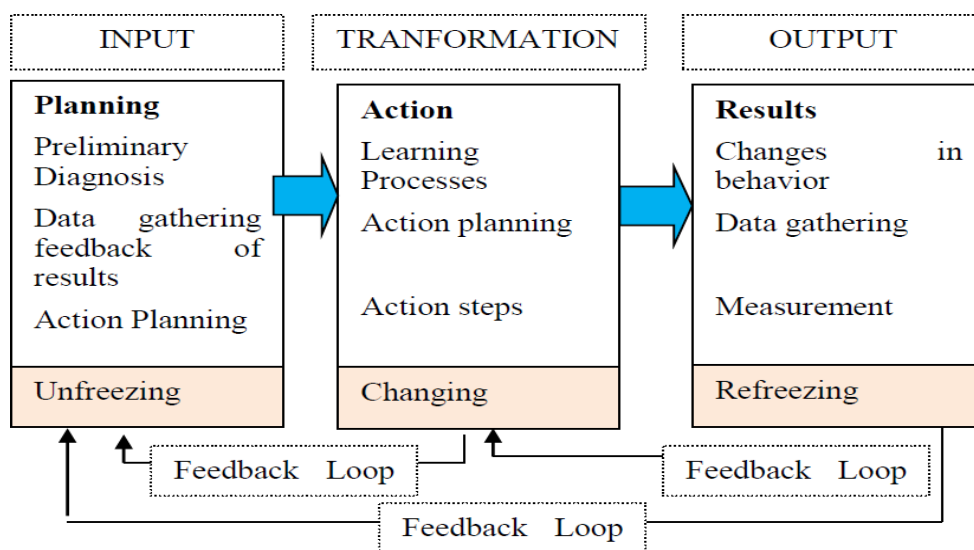 INPUT
TRANFORMATION
OUTPUT
Planning
Preliminary
Diagnosis
Data gathering
feedback of
results
Action Planning
Unfreezing
Action
Learning
Processes
Action planning
Action steps
Changing
Results
Changes in
behavior
Data gathering
Measurement
Refreezing
Feedback Loop
Feedback Loop
Feedback Loop